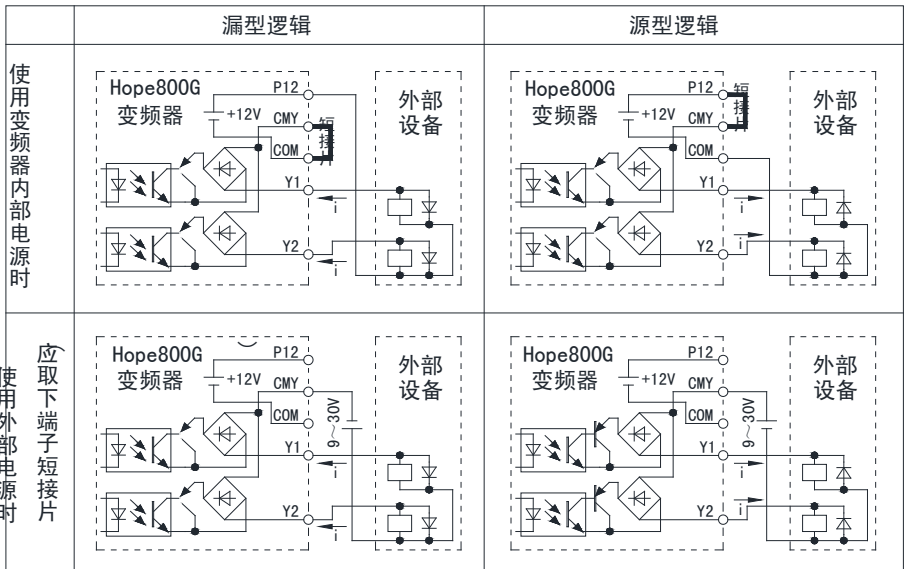 漏型逻辑
源型逻辑
使用变频器内部电源时
Hope800G
变频器
+12V
P12
CMY
COM
短接片
Y1
i
Y2
i
外部
设备
Hope800G
变频器
+12V
P12
CMY
COM
短接片
Y1
i
Y2
i
外部
设备
使用外部电源时
应取下端子短接片)
Hope800G
变频器
+12V
P12
CMY
COM
9～30V
Y1
i
Y2
i
外部
设备
Hope800G
变频器
+12V
P12
CMY
COM
9～30V
Y1
i
Y2
i
外部
设备